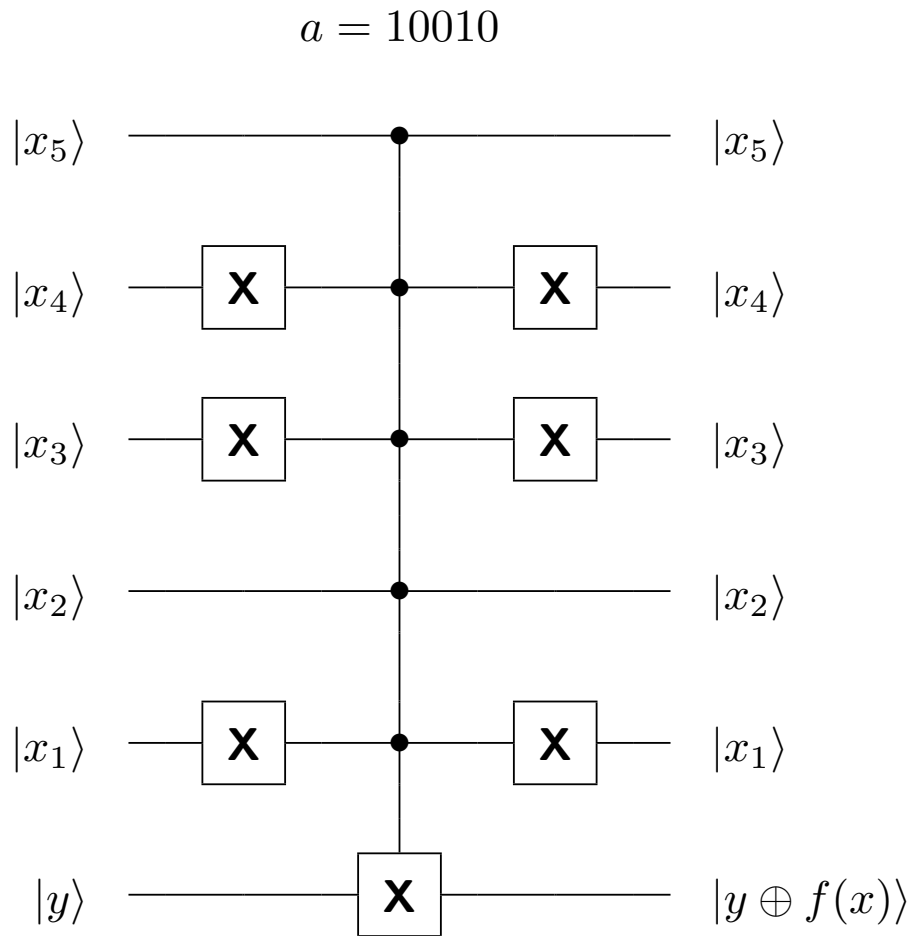 a = 10010
|x₅⟩ |x₅⟩
|x₄⟩ X X |x₄⟩
|x₃⟩ X X |x₃⟩
|x₂⟩ |x₂⟩
|x₁⟩ X X |x₁⟩
|y⟩ X |y ⊕ f(x)⟩